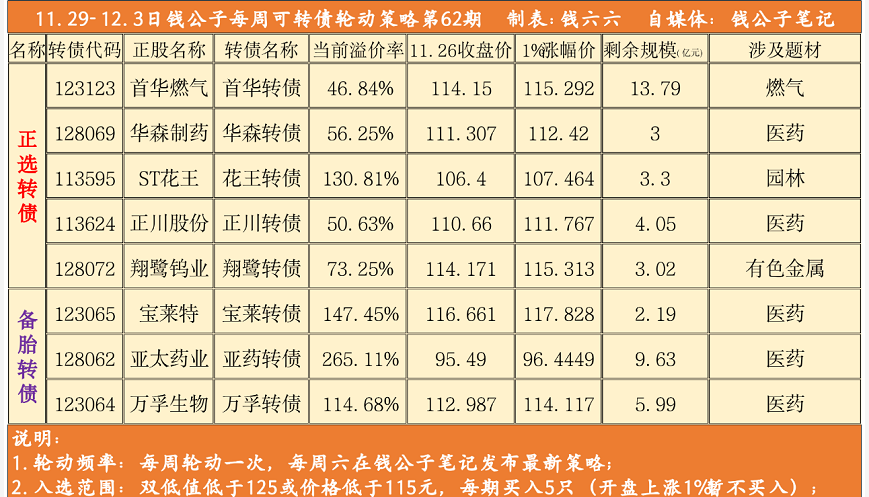 11.29-12.3日钱公子每周可转债轮动策略第62期 制表:钱六六 自媒体：钱公子笔记
名称 转债代码 正股名称 转债名称 当前溢价率 11.26收盘价 1%涨幅价 剩余规模(亿元) 涉及题材
正选转债
123123 首华燃气 首华转债 46.84% 114.15 115.292 13.79 燃气
128069 华森制药 华森转债 56.25% 111.307 112.42 3 医药
113595 ST花王 花王转债 130.81% 106.4 107.464 3.3 园林
113624 正川股份 正川转债 50.63% 110.66 111.767 4.05 医药
128072 翔鹭钨业 翔鹭转债 73.25% 114.171 115.313 3.02 有色金属
备胎转债
123065 宝莱特 宝莱转债 147.45% 116.661 117.828 2.19 医药
128062 亚太药业 亚药转债 265.11% 95.49 96.4449 9.63 医药
123064 万孚生物 万孚转债 114.68% 112.987 114.117 5.99 医药
说明：
1.轮动频率：每周轮动一次，每周六在钱公子笔记发布最新策略；
2.入选范围：双低值低于125或价格低于115元，每期买入5只（开盘上涨1%暂不买入）；